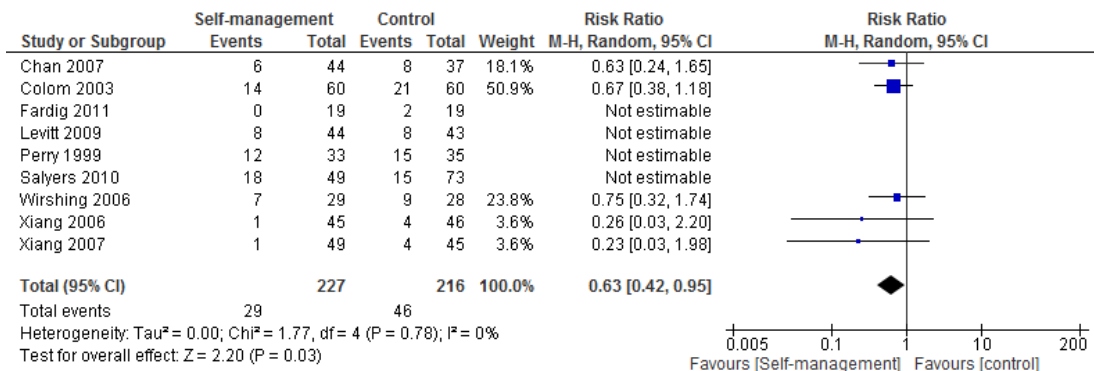 Self-management Control Risk Ratio Risk Ratio
Study or Subgroup Events Total Events Total Weight M-H, Random, 95% CI M-H, Random, 95% CI
Chan 2007 6 44 8 37 18.1% 0.63 [0.24, 1.65]
Colom 2003 14 60 21 60 50.9% 0.67 [0.38, 1.18]
Fardig 2011 0 19 2 19 Not estimable
Levitt 2009 8 44 8 43 Not estimable
Perry 1999 12 33 15 35 Not estimable
Salyers 2010 18 49 15 73 Not estimable
Wirshing 2006 7 29 9 28 23.8% 0.75 [0.32, 1.74]
Xiang 2006 1 45 4 46 3.6% 0.26 [0.03, 2.20]
Xiang 2007 1 49 4 45 3.6% 0.23 [0.03, 1.98]
Total (95% CI) 227 216 100.0% 0.63 [0.42, 0.95]
Total events 29 46
Heterogeneity: Tau² = 0.00; Chi² = 1.77, df = 4 (P = 0.78); I² = 0%
Test for overall effect: Z = 2.20 (P = 0.03)
0.005 0.1 1 10 200
Favours [Self-management] Favours [control]